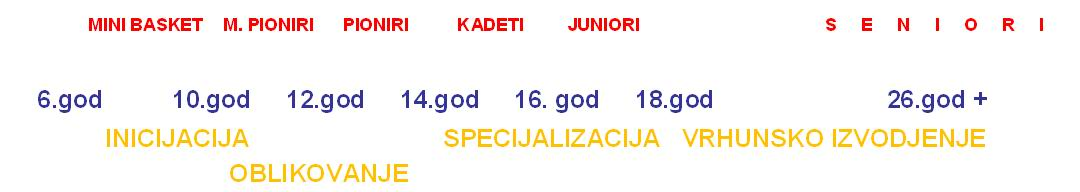 MINI BASKET M. PIONIRI PIONIRI KADETI JUNIORI S E N I O R I
6.god 10.god 12.god 14.god 16. god 18.god 26.god +
INICIJACIJA SPECIJALIZACIJA VRHUNSKO IZVODJENJE
OBLIKOVANJE